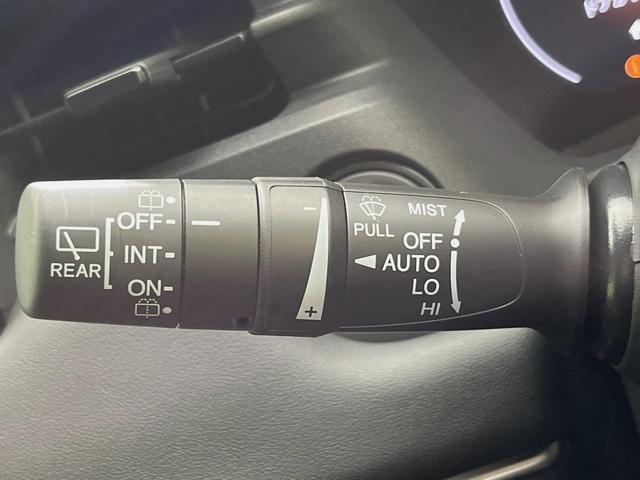 REAR
OFF
INT
ON
-
+
PULL
MIST
OFF
AUTO
LO
HI